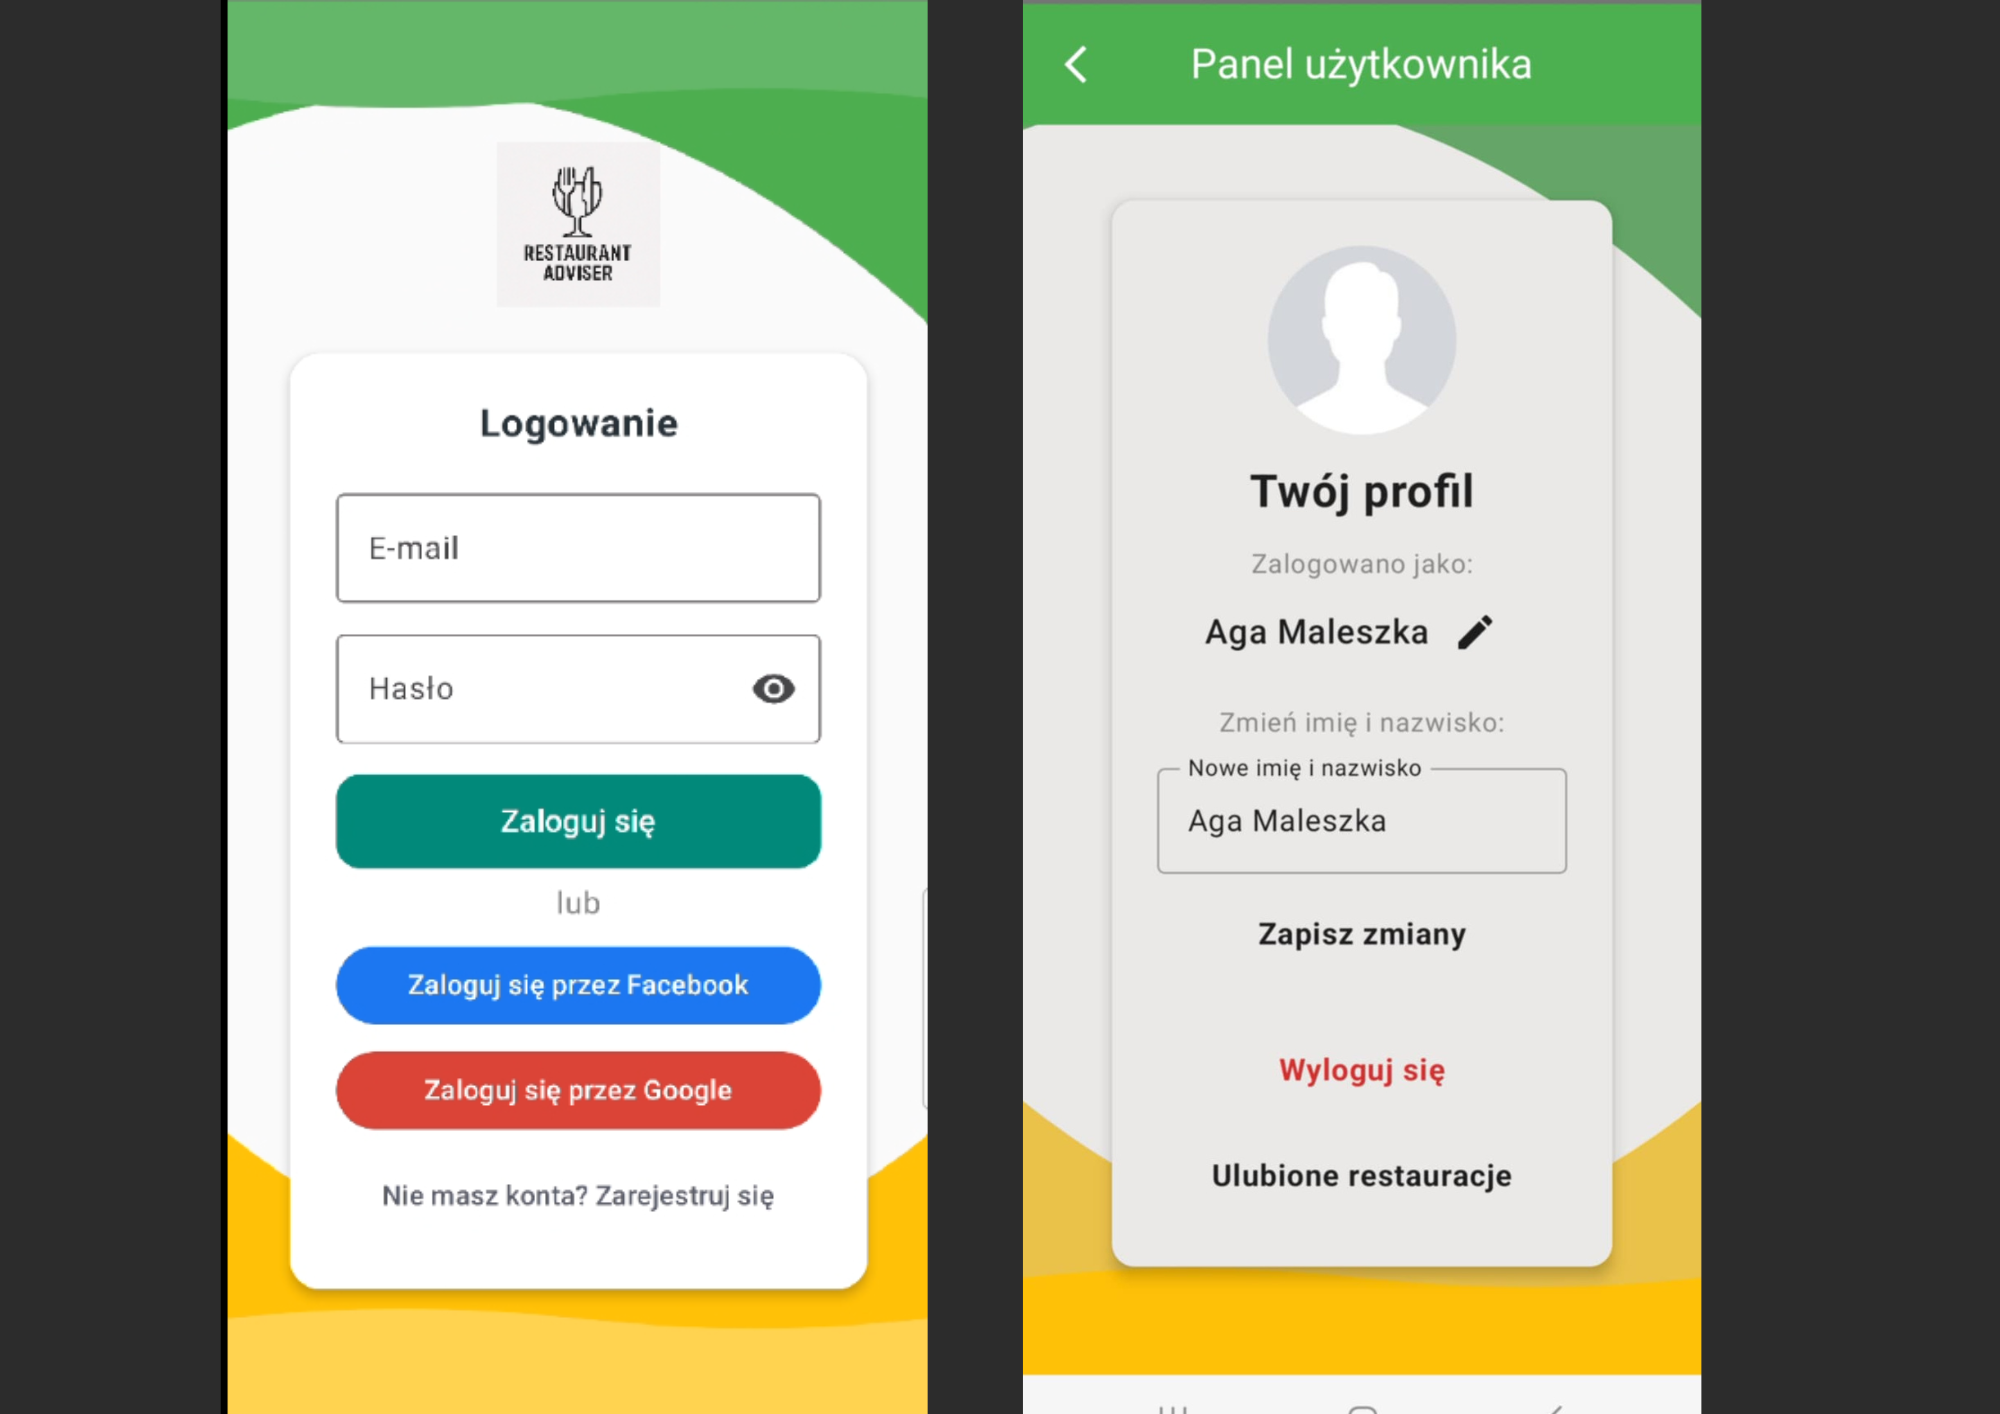 RESTAURANT
ADVISER
Logowanie
E-mail
Hasło
Zaloguj się
lub
Zaloguj się przez Facebook
Zaloguj się przez Google
Nie masz konta? Zarejestruj się
Panel użytkownika
Twój profil
Zalogowano jako:
Aga Maleszka
Zmień imię i nazwisko:
Nowe imię i nazwisko
Aga Maleszka
Zapisz zmiany
Wyloguj się
Ulubione restauracje